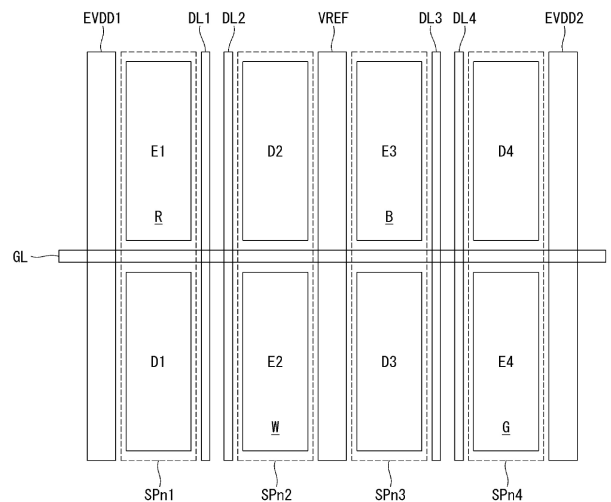 EVDD1 DL1 DL2 VREF DL3 DL4 EVDD2
E1 D2 E3 D4
R B
GL
D1 E2 D3 E4
W G
SPn1 SPn2 SPn3 SPn4